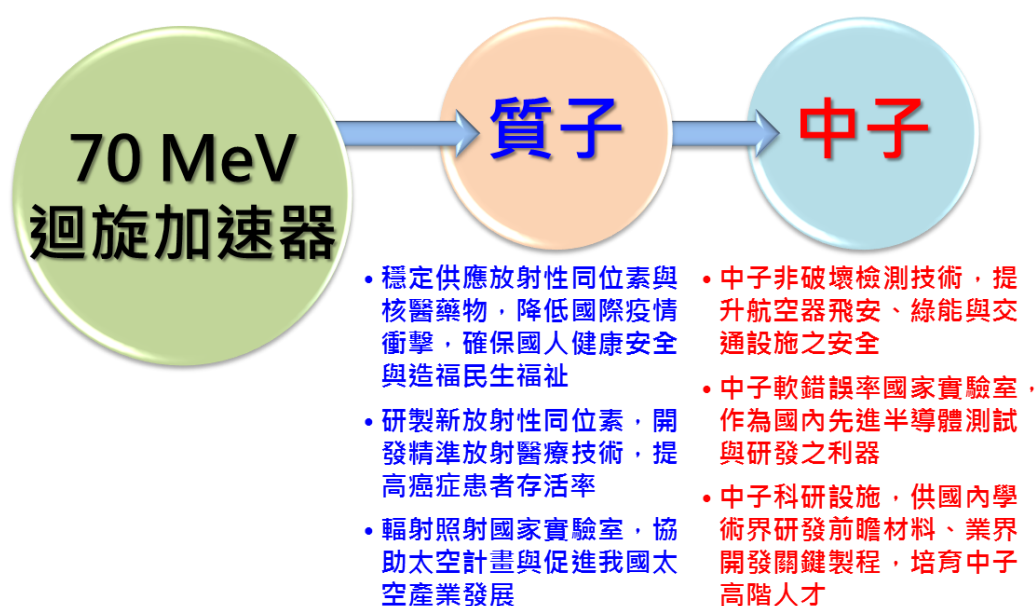 70 MeV
迴旋加速器
質子
中子
• 穩定供應放射性同位素與
核醫藥物，降低國際疫情
衝擊，確保國人健康安全
與造福民生福祉
• 研製新放射性同位素，開
發精準放射醫療技術，提
高癌症患者存活率
• 輻射照射國家實驗室，協
助太空計畫與促進我國太
空產業發展
• 中子非破壞檢測技術，提
升航空器飛安、綠能與交
通設施之安全
• 中子軟錯誤率國家實驗室，
作為國內先進半導體測試
與研發之利器
• 中子科研設施，供國內學
術界研發前瞻材料、業界
開發關鍵製程，培育中子
高階人才